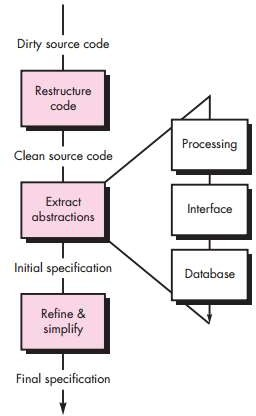 Dirty source code
Restructure
code
Clean source code
Extract
abstractions
Initial specification
Refine &
simplify
Final specification
Processing
Interface
Database